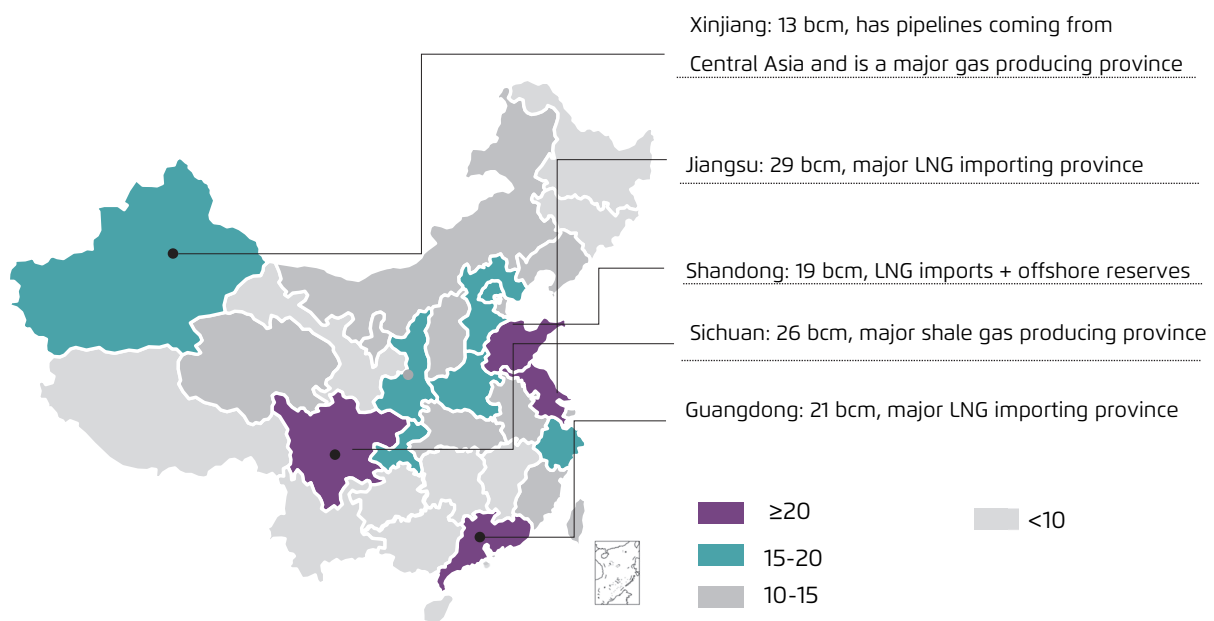 Xinjiang: 13 bcm, has pipelines coming from
Central Asia and is a major gas producing province
Jiangsu: 29 bcm, major LNG importing province
Shandong: 19 bcm, LNG imports + offshore reserves
Sichuan: 26 bcm, major shale gas producing province
Guangdong: 21 bcm, major LNG importing province
≥20
<10
15-20
10-15